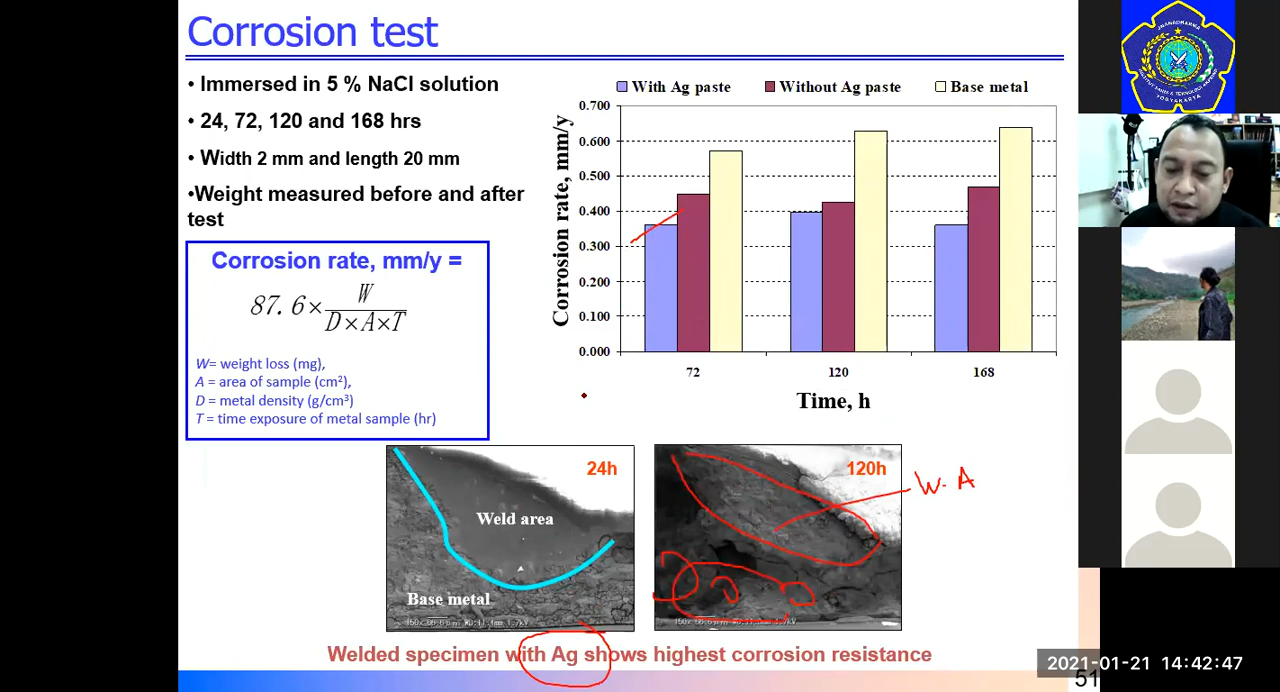 Corrosion test
• Immersed in 5 % NaCl solution
• 24, 72, 120 and 168 hrs
• Width 2 mm and length 20 mm
•Weight measured before and after
test
Corrosion rate, mm/y =
87.6× W
D×A×T
W= weight loss (mg),
A = area of sample (cm²),
D = metal density (g/cm³)
T = time exposure of metal sample (hr)
With Ag paste Without Ag paste Base metal
Corrosion rate, mm/y
0.700
0.600
0.500
0.400
0.300
0.200
0.100
0.000
72 120 168
Time, h
24h
Weld area
Base metal
120h
W. A
Welded specimen with Ag shows highest corrosion resistance
51
YOGYAKARTA
2021-01-21 14:42:47